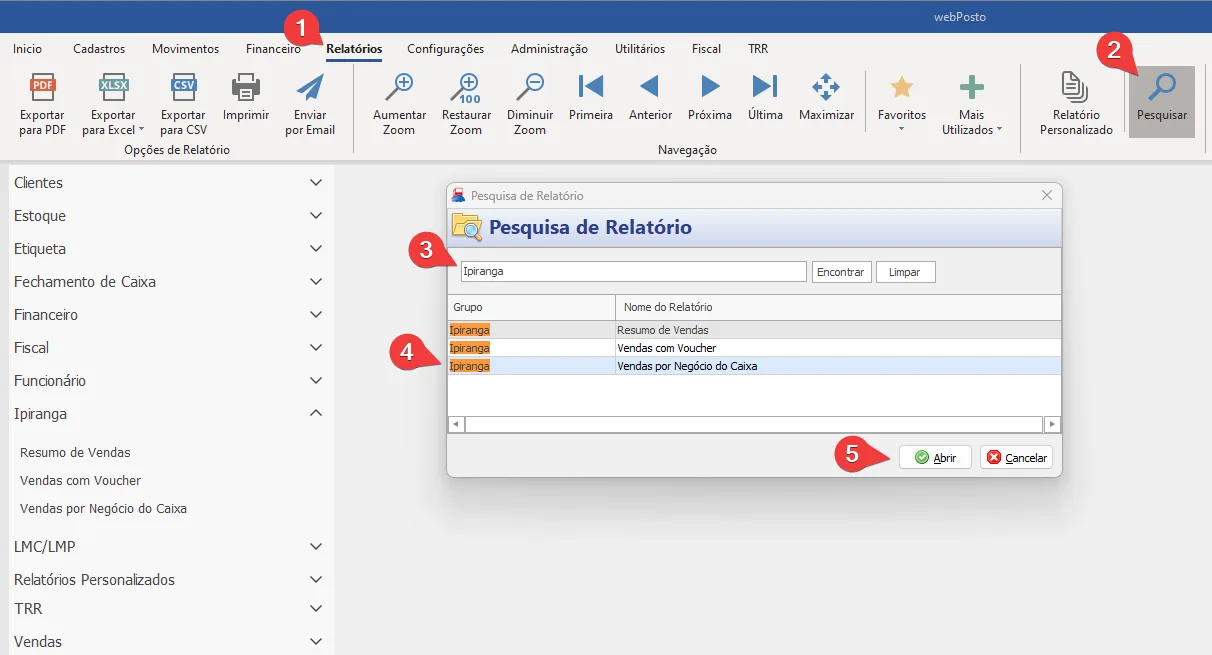 webPosto
1
Inicio Cadastros Movimentos Financeiro Relatórios Configurações Administração Utilitários Fiscal TRR
2
PDF XLSX CSV 100
Exportar para PDF
Exportar para Excel
Exportar para CSV
Imprimir
Enviar por Email
Aumentar Zoom
Restaurar Zoom
Diminuir Zoom
Primeira
Anterior
Próxima
Última
Maximizar
Favoritos
Mais Utilizados
Relatório Personalizado
Pesquisar
Opções de Relatório
Navegação
Clientes
Estoque
Etiqueta
Fechamento de Caixa
Financeiro
Fiscal
Funcionário
Ipiranga
Resumo de Vendas
Vendas com Voucher
Vendas por Negócio do Caixa
LMC/LMP
Relatórios Personalizados
TRR
Vendas
Pesquisa de Relatório
Pesquisa de Relatório
3
Ipiranga Encontrar Limpar
Grupo Nome do Relatório
Ipiranga Resumo de Vendas
Ipiranga Vendas com Voucher
4
Ipiranga Vendas por Negócio do Caixa
5
Abrir Cancelar